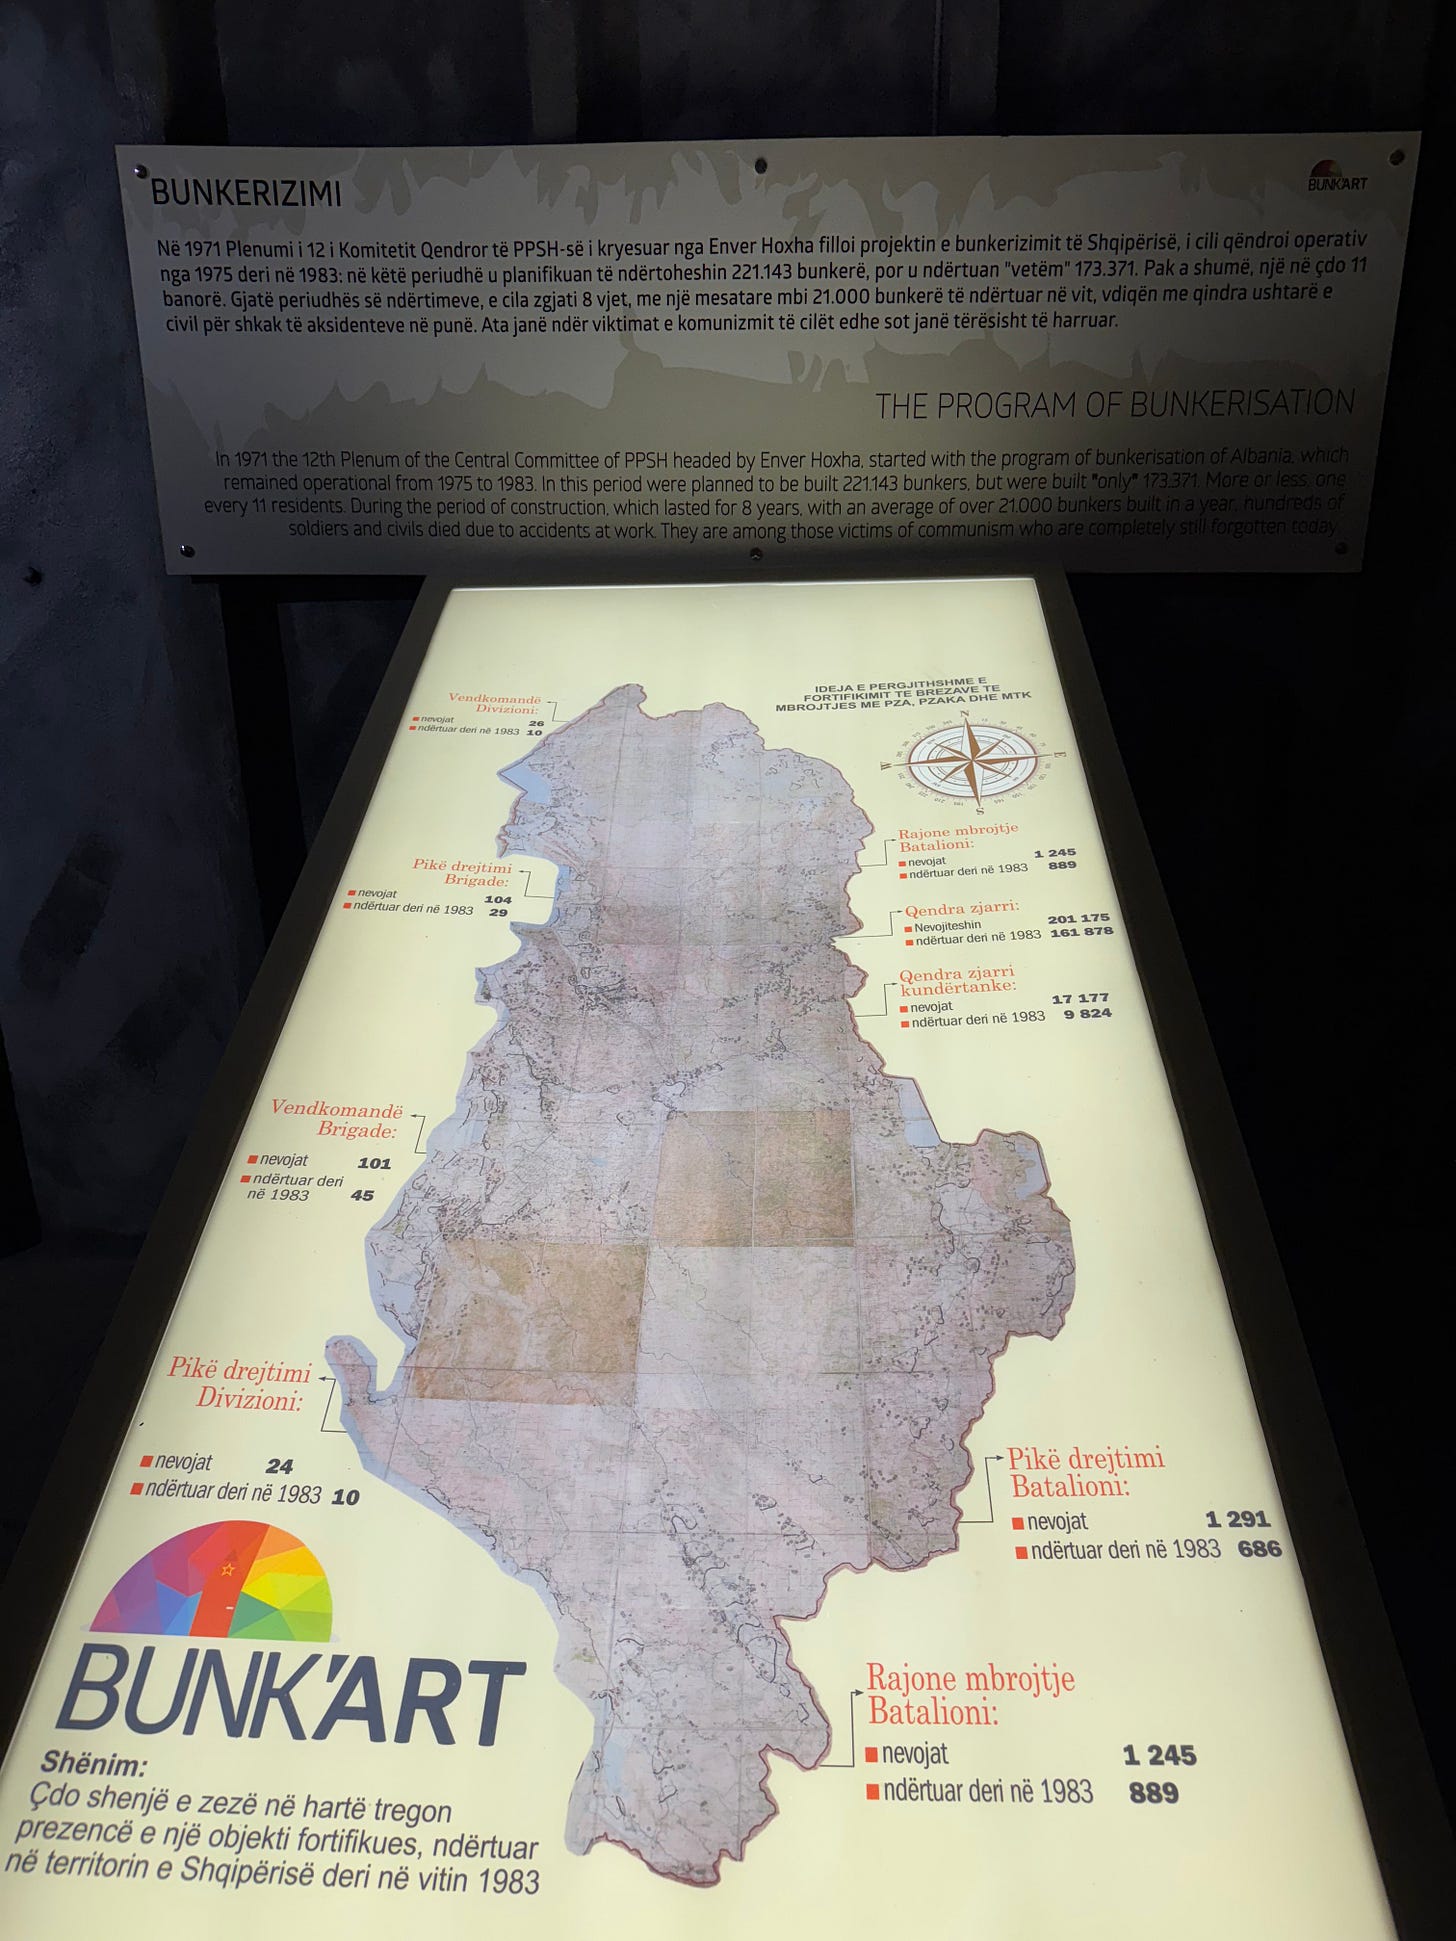 BUNKERIZIMI
BUNK'ART
Në 1971 Plenumi i 12 i Komitetit Qendror të PPSH-së i kryesuar nga Enver Hoxha filloi projektin e bunkerizimit të Shqipërisë, i cili qëndroi operativ
nga 1975 deri në 1983: në këtë periudhë u planifikuan të ndërtoheshin 221.143 bunkerë, por u ndërtuan "vetëm" 173.371. Pak a shumë, një në çdo 11
banorë. Gjatë periudhës së ndërtimeve, e cila zgjati 8 vjet, me një mesatare mbi 21.000 bunkerë të ndërtuar në vit, vdiqën me qindra ushtarë e
civil për shkak të aksidenteve në punë. Ata janë ndër viktimat e komunizmit të cilët edhe sot janë tërësisht të harruar.
THE PROGRAM OF BUNKERISATION
In 1971 the 12th Plenum of the Central Committee of PPSH headed by Enver Hoxha, started with the program of bunkerisation of Albania, which
remained operational from 1975 to 1983. In this period were planned to be built 221.143 bunkers, but were built "only" 173.371. More or less, one
every 11 residents. During the period of construction, which lasted for 8 years, with an average of over 21.000 bunkers built in a year, hundreds of
soldiers and civils died due to accidents at work. They are among those victims of communism who are completely still forgotten today.
IDEJA E PERGJITHSHME E
FORTIFIKIMIT TE BREZAVE TE
MBROJTJES ME PZA, PZAKA DHE MTK
N
E
S
W
Vendkomandë
Divizioni:
nevojat 26
ndërtuar deri në 1983 10
Pikë drejtimi
Brigade:
nevojat 104
ndërtuar deri në 1983 29
Vendkomandë
Brigade:
nevojat 101
ndërtuar deri
në 1983 45
Pikë drejtimi
Divizioni:
nevojat 24
ndërtuar deri në 1983 10
Rajone mbrojtje
Batalioni:
nevojat 1 245
ndërtuar deri në 1983 889
Qendra zjarri:
Nevojiteshin 201 175
ndërtuar deri në 1983 161 878
Qendra zjarri
kundërtanke:
nevojat 17 177
ndërtuar deri në 1983 9 824
Pikë drejtimi
Batalioni:
nevojat 1 291
ndërtuar deri në 1983 686
Rajone mbrojtje
Batalioni:
nevojat 1 245
ndërtuar deri në 1983 889
BUNK'ART
Shënim:
Çdo shenjë e zezë në hartë tregon
prezencë e një objekti fortifikues, ndërtuar
në territorin e Shqipërisë deri në vitin 1983